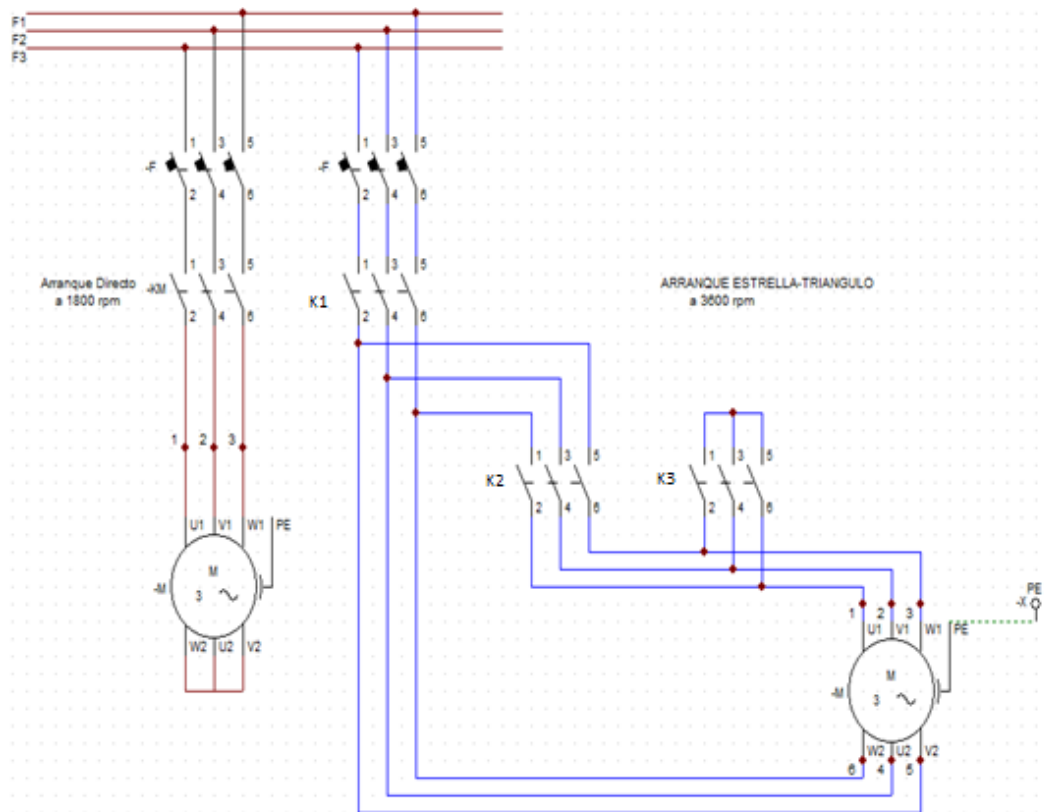 F1
F2
F3
1 3 5
-F
2 4 6
1 3 5
-F
2 4 6
Arranque Directo
a 1800 rpm
1 3 5
-KM
2 4 6
1 3 5
K1
2 4 6
ARRANQUE ESTRELLA-TRIANGULO
a 3600 rpm
1 2 3
1 3 5
K2
2 4 6
1 3 5
K3
2 4 6
U1 V1 W1 PE
M
-M
3
W2 U2 V2
PE
-X
1 2 3
U1 V1 W1 PE
M
-M
3
W2 U2 V2
6 4 5